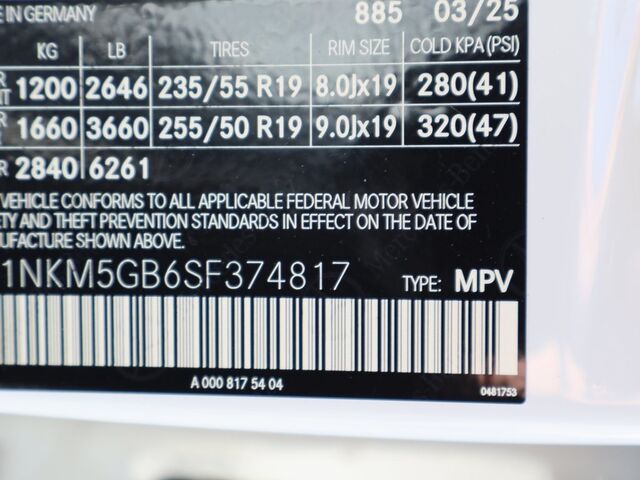 E IN GERMANY 885 03/25
KG LB TIRES RIM SIZE COLD KPA(PSI)
1200 2646 235/55 R19 8.0Jx19 280(41)
1660 3660 255/50 R19 9.0Jx19 320(47)
R 2840 6261
VEHICLE CONFORMS TO ALL APPLICABLE FEDERAL MOTOR VEHICLE
ETY AND THEFT PREVENTION STANDARDS IN EFFECT ON THE DATE OF
UFACTURE SHOWN ABOVE.
1NKM5GB6SF374817 TYPE: MPV
A 000 817 54 04 0481753